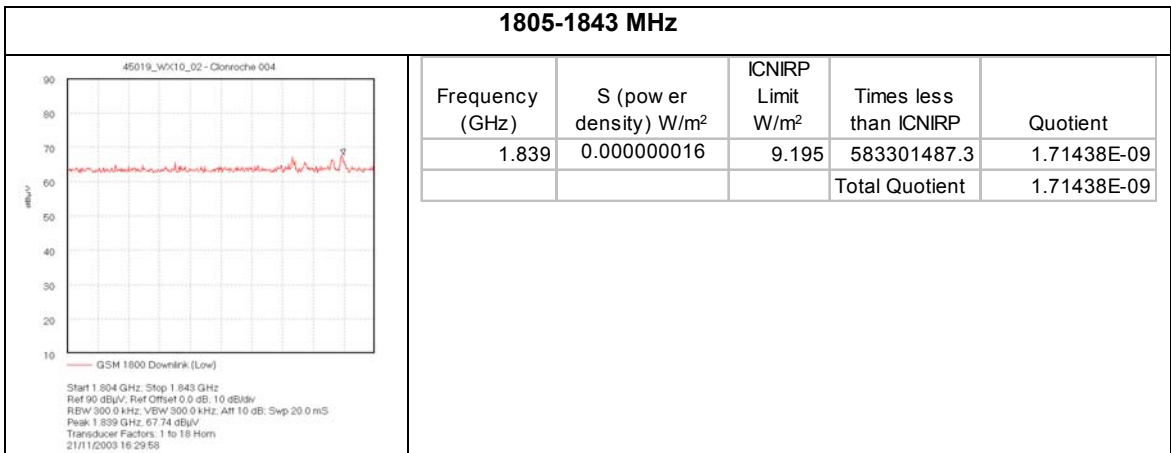 1805-1843 MHz
45019_WX10_02 - Clonroche 004
90
80
70
60
50
40
30
20
10
dBµV
GSM 1800 Downlink (Low)
Start 1.804 GHz; Stop 1.843 GHz
Ref 90 dBµV; Ref Offset 0.0 dB; 10 dB/div
RBW 300.0 kHz; VBW 300.0 kHz; Att 10 dB; Swp 20.0 mS
Peak 1.839 GHz, 67.74 dBµV
Transducer Factors: 1 to 18 Horn
21/11/2003 16:29:58
Frequency (GHz) S (pow er density) W/m² ICNIRP Limit W/m² Times less than ICNIRP Quotient
1.839 0.000000016 9.195 583301487.3 1.71438E-09
Total Quotient 1.71438E-09